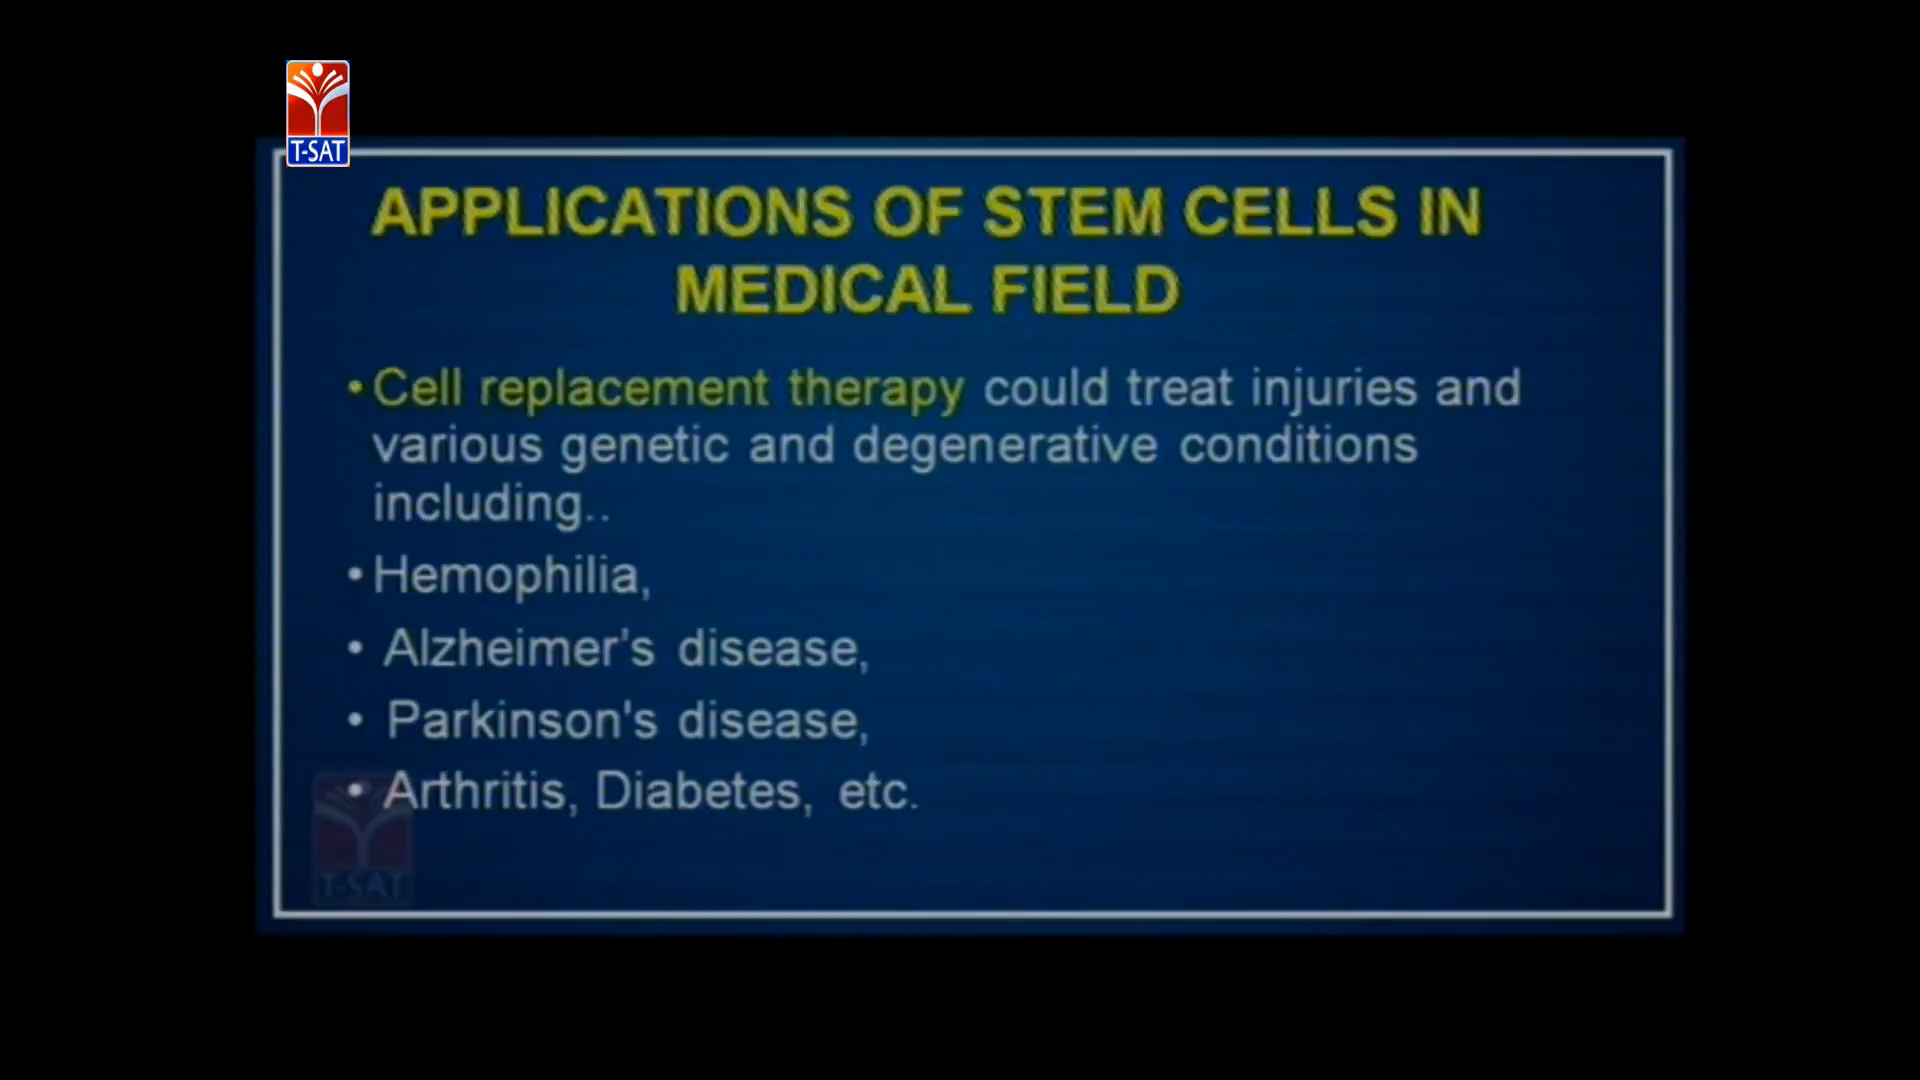 T-SAT
APPLICATIONS OF STEM CELLS IN
MEDICAL FIELD
•Cell replacement therapy could treat injuries and
various genetic and degenerative conditions
including..
•Hemophilia,
• Alzheimer's disease,
• Parkinson's disease,
• Arthritis, Diabetes, etc.
T-SAT